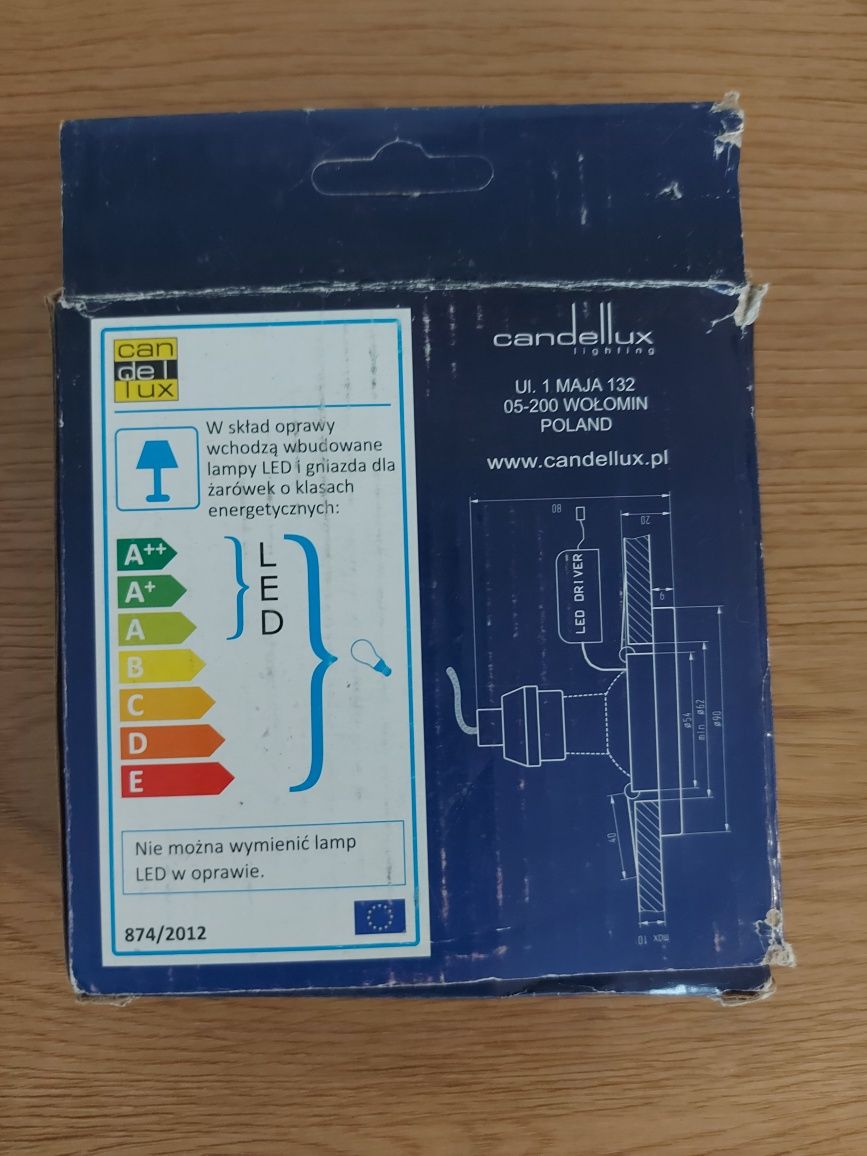 can
del
lux
W skład oprawy
wchodzą wbudowane
lampy LED i gniazda dla
żarówek o klasach
energetycznych:
A++
A+
A
B
C
D
E
L
E
D
Nie można wymienić lamp
LED w oprawie.
874/2012
candellux
lighting
Ul. 1 MAJA 132
05-200 WOŁOMIN
POLAND
www.candellux.pl
80
20
LED DRIVER
9
ø54
min ø62
ø90
40
max
10